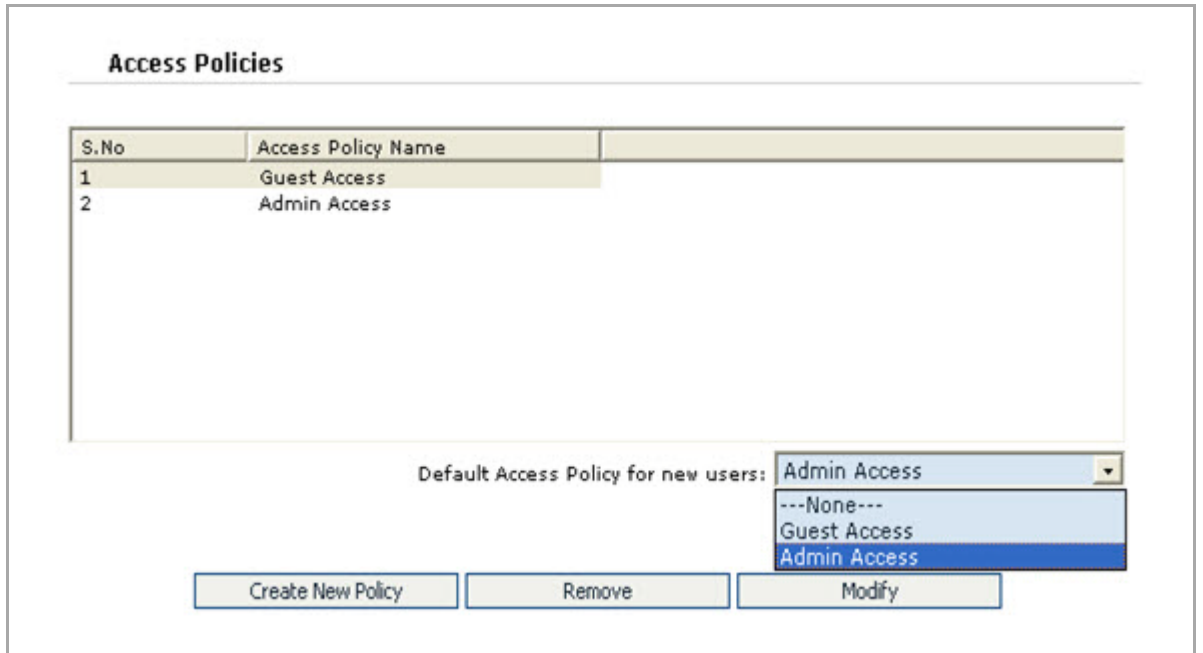 Access Policies
S.No Access Policy Name
1 Guest Access
2 Admin Access
Default Access Policy for new users: Admin Access
---None---
Guest Access
Admin Access
Create New Policy Remove Modify